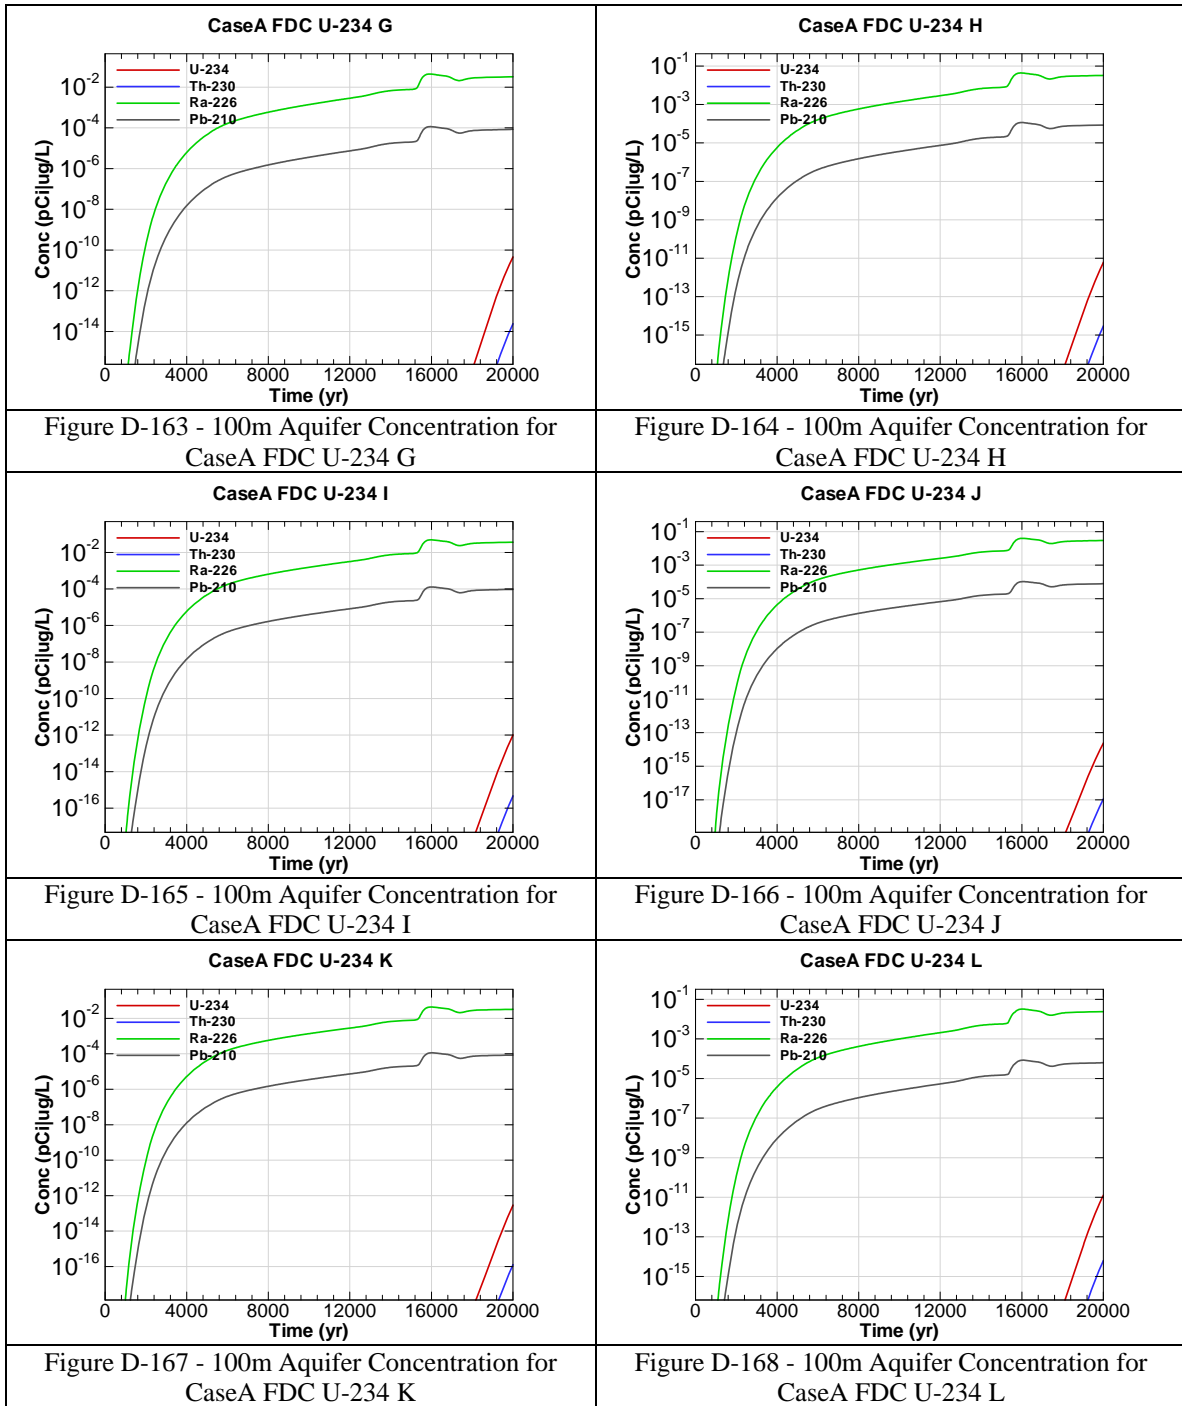 CaseA FDC U-234 G
U-234
Th-230
Ra-226
Pb-210
10-2
10-4
10-6
10-8
10-10
10-12
10-14
Conc (pCi|ug/L)
0 4000 8000 12000 16000 20000
Time (yr)
Figure D-163 - 100m Aquifer Concentration for
CaseA FDC U-234 G
CaseA FDC U-234 H
U-234
Th-230
Ra-226
Pb-210
10-1
10-3
10-5
10-7
10-9
10-11
10-13
10-15
Conc (pCi|ug/L)
0 4000 8000 12000 16000 20000
Time (yr)
Figure D-164 - 100m Aquifer Concentration for
CaseA FDC U-234 H
CaseA FDC U-234 I
U-234
Th-230
Ra-226
Pb-210
10-2
10-4
10-6
10-8
10-10
10-12
10-14
10-16
Conc (pCi|ug/L)
0 4000 8000 12000 16000 20000
Time (yr)
Figure D-165 - 100m Aquifer Concentration for
CaseA FDC U-234 I
CaseA FDC U-234 J
U-234
Th-230
Ra-226
Pb-210
10-1
10-3
10-5
10-7
10-9
10-11
10-13
10-15
10-17
Conc (pCi|ug/L)
0 4000 8000 12000 16000 20000
Time (yr)
Figure D-166 - 100m Aquifer Concentration for
CaseA FDC U-234 J
CaseA FDC U-234 K
U-234
Th-230
Ra-226
Pb-210
10-2
10-4
10-6
10-8
10-10
10-12
10-14
10-16
Conc (pCi|ug/L)
0 4000 8000 12000 16000 20000
Time (yr)
Figure D-167 - 100m Aquifer Concentration for
CaseA FDC U-234 K
CaseA FDC U-234 L
U-234
Th-230
Ra-226
Pb-210
10-1
10-3
10-5
10-7
10-9
10-11
10-13
10-15
Conc (pCi|ug/L)
0 4000 8000 12000 16000 20000
Time (yr)
Figure D-168 - 100m Aquifer Concentration for
CaseA FDC U-234 L